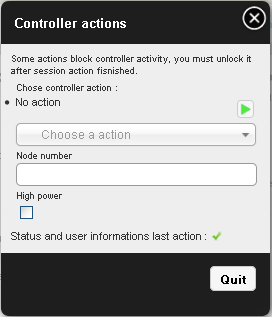 Controller actions
Some actions block controller activity, you must unlock it
after session action fisnished.
Chose controller action :
No action
Choose a action
Node number
High power
Status and user informations last action :
Quit